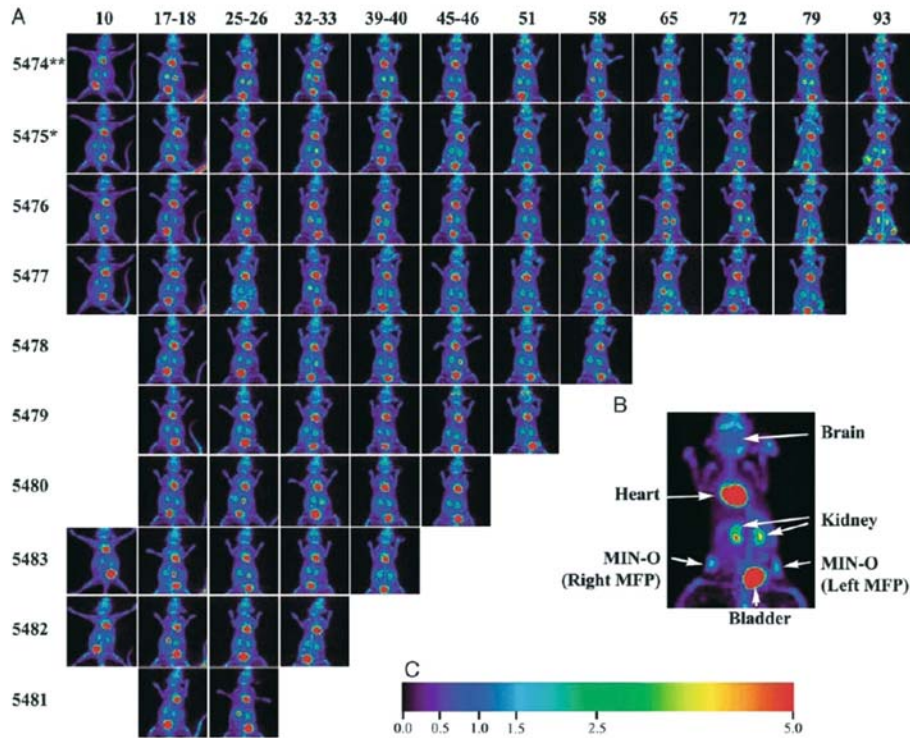 A
10 17-18 25-26 32-33 39-40 45-46 51 58 65 72 79 93
5474**
5475*
5476
5477
5478
5479
5480
5483
5482
5481
B
Brain
Heart
Kidney
MIN-O
(Right MFP)
MIN-O
(Left MFP)
Bladder
C
0.0 0.5 1.0 1.5 2.5 5.0